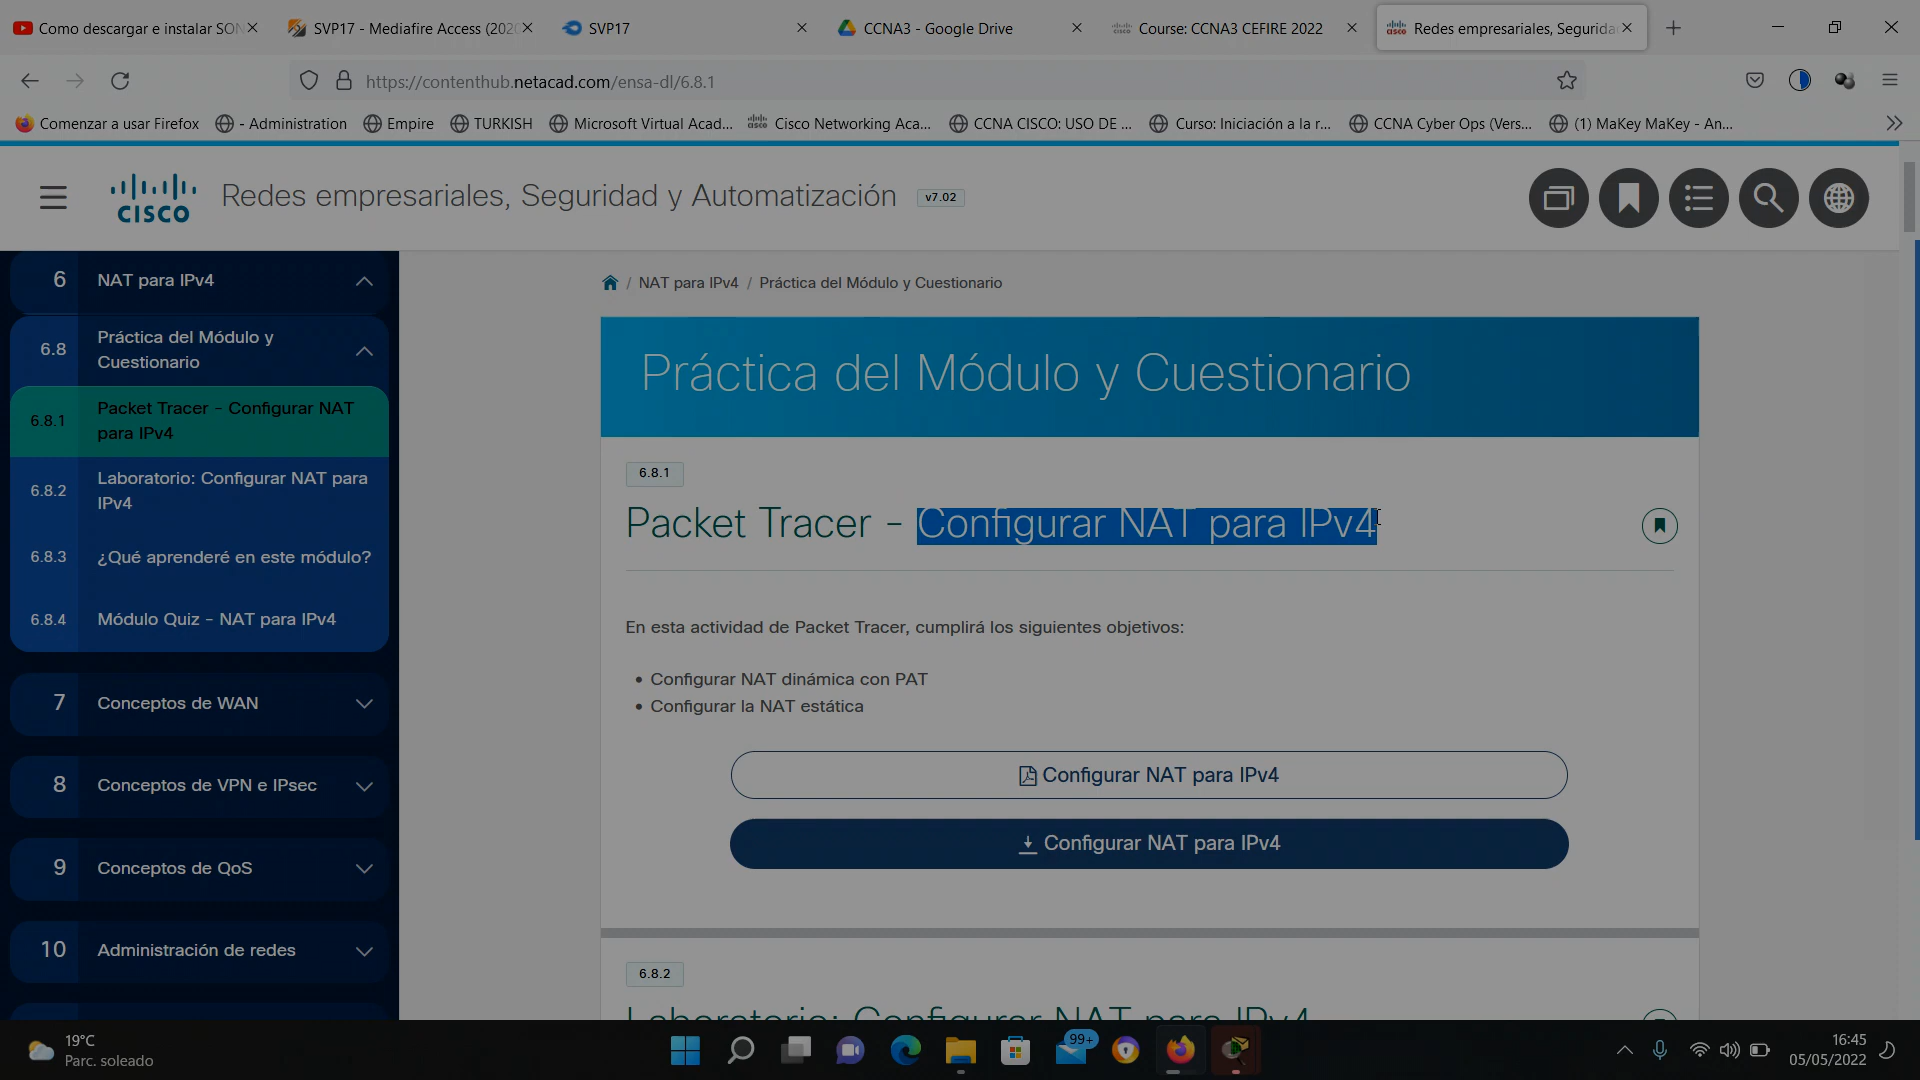 Como descargar e instalar SON
SVP17 - Mediafire Access (2020
SVP17
CCNA3 - Google Drive
Course: CCNA3 CEFIRE 2022
Redes empresariales, Segurida
https://contenthub.netacad.com/ensa-dl/6.8.1
Comenzar a usar Firefox
- Administration
Empire
TURKISH
Microsoft Virtual Acad...
Cisco Networking Aca...
CCNA CISCO: USO DE ...
Curso: Iniciación a la r...
CCNA Cyber Ops (Vers...
(1) MaKey MaKey - An...
CISCO
Redes empresariales, Seguridad y Automatización
v7.02
6 NAT para IPv4
6.8 Práctica del Módulo y
Cuestionario
6.8.1 Packet Tracer - Configurar NAT
para IPv4
6.8.2 Laboratorio: Configurar NAT para
IPv4
6.8.3 ¿Qué aprenderé en este módulo?
6.8.4 Módulo Quiz - NAT para IPv4
7 Conceptos de WAN
8 Conceptos de VPN e IPsec
9 Conceptos de QoS
10 Administración de redes
/ NAT para IPv4 / Práctica del Módulo y Cuestionario
Práctica del Módulo y Cuestionario
6.8.1
Packet Tracer - Configurar NAT para IPv4
En esta actividad de Packet Tracer, cumplirá los siguientes objetivos:
• Configurar NAT dinámica con PAT
• Configurar la NAT estática
Configurar NAT para IPv4
Configurar NAT para IPv4
6.8.2
Laboratorio: Configurar NAT para IPv4
19°C
Parc. soleado
99+
16:45
05/05/2022